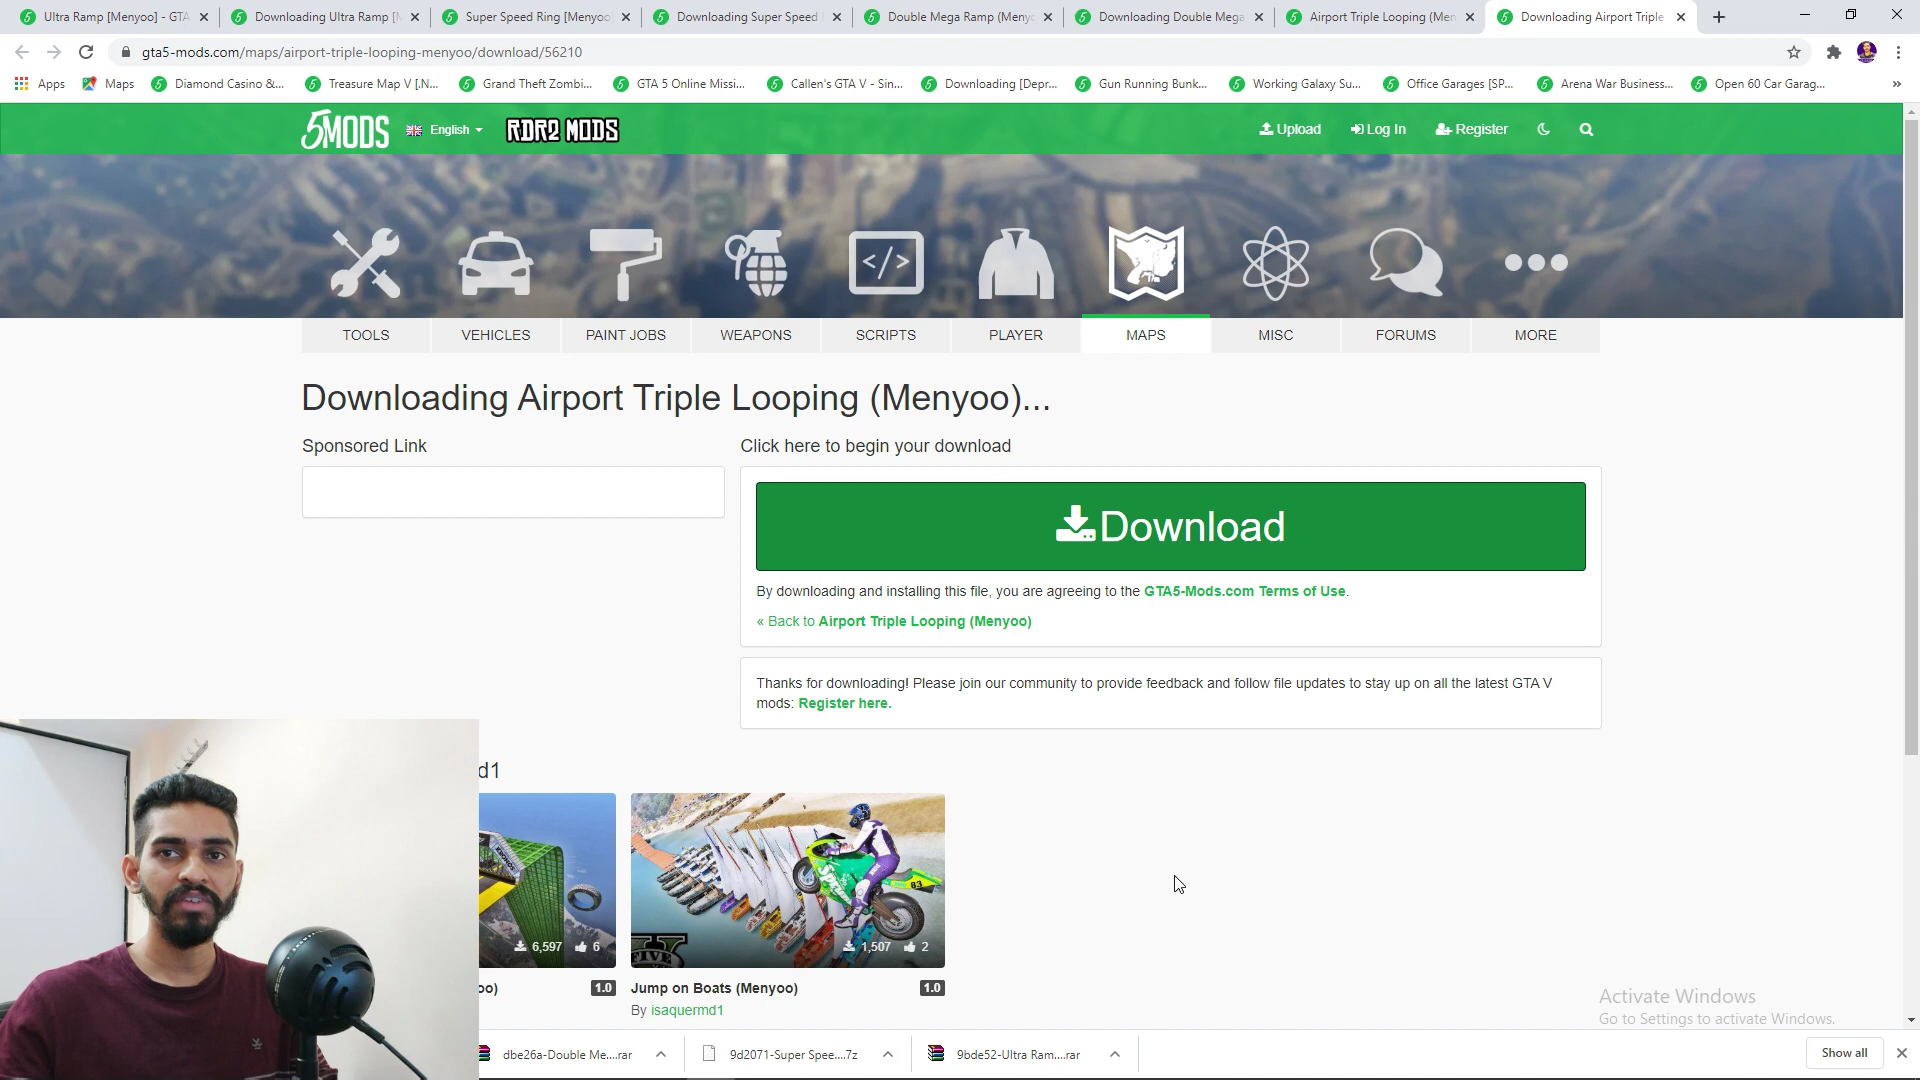 Ultra Ramp [Menyoo] - GTA
Downloading Ultra Ramp [M
Super Speed Ring [Menyoo
Downloading Super Speed
Double Mega Ramp (Menyo
Downloading Double Mega
Airport Triple Looping (Men
Downloading Airport Triple
gta5-mods.com/maps/airport-triple-looping-menyoo/download/56210
Apps
Maps
Diamond Casino &...
Treasure Map V [.N...
Grand Theft Zombi...
GTA 5 Online Missi...
Callen's GTA V - Sin...
Downloading [Depr...
Gun Running Bunk...
Working Galaxy Su...
Office Garages [SP...
Arena War Business...
Open 60 Car Garag...
»
5MODS
English
RDR2 MODS
Upload
Log In
Register
TOOLS
VEHICLES
PAINT JOBS
WEAPONS
SCRIPTS
PLAYER
MAPS
MISC
FORUMS
MORE
Downloading Airport Triple Looping (Menyoo)...
Sponsored Link
Click here to begin your download
Download
By downloading and installing this file, you are agreeing to the GTA5-Mods.com Terms of Use.
« Back to Airport Triple Looping (Menyoo)
Thanks for downloading! Please join our community to provide feedback and follow file updates to stay up on all the latest GTA V
mods: Register here.
d1
6,597
6
1,507
2
83
FIVE
oo)
1.0
Jump on Boats (Menyoo)
1.0
By isaquermd1
Activate Windows
Go to Settings to activate Windows.
dbe26a-Double Me....rar
9d2071-Super Spee....7z
9bde52-Ultra Ram....rar
Show all